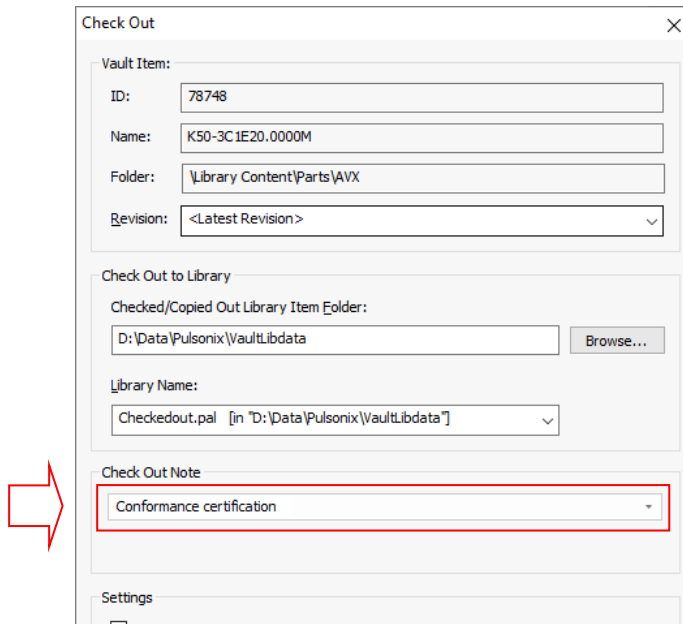 Check Out
Vault Item:
ID: 78748
Name: K50-3C1E20.0000M
Folder: \Library Content\Parts\AVX
Revision: <Latest Revision>
Check Out to Library
Checked/Copied Out Library Item Folder:
D:\Data\Pulsonix\VaultLibdata Browse...
Library Name:
Checkedout.pal [in "D:\Data\Pulsonix\VaultLibdata"]
Check Out Note
Conformance certification
Settings